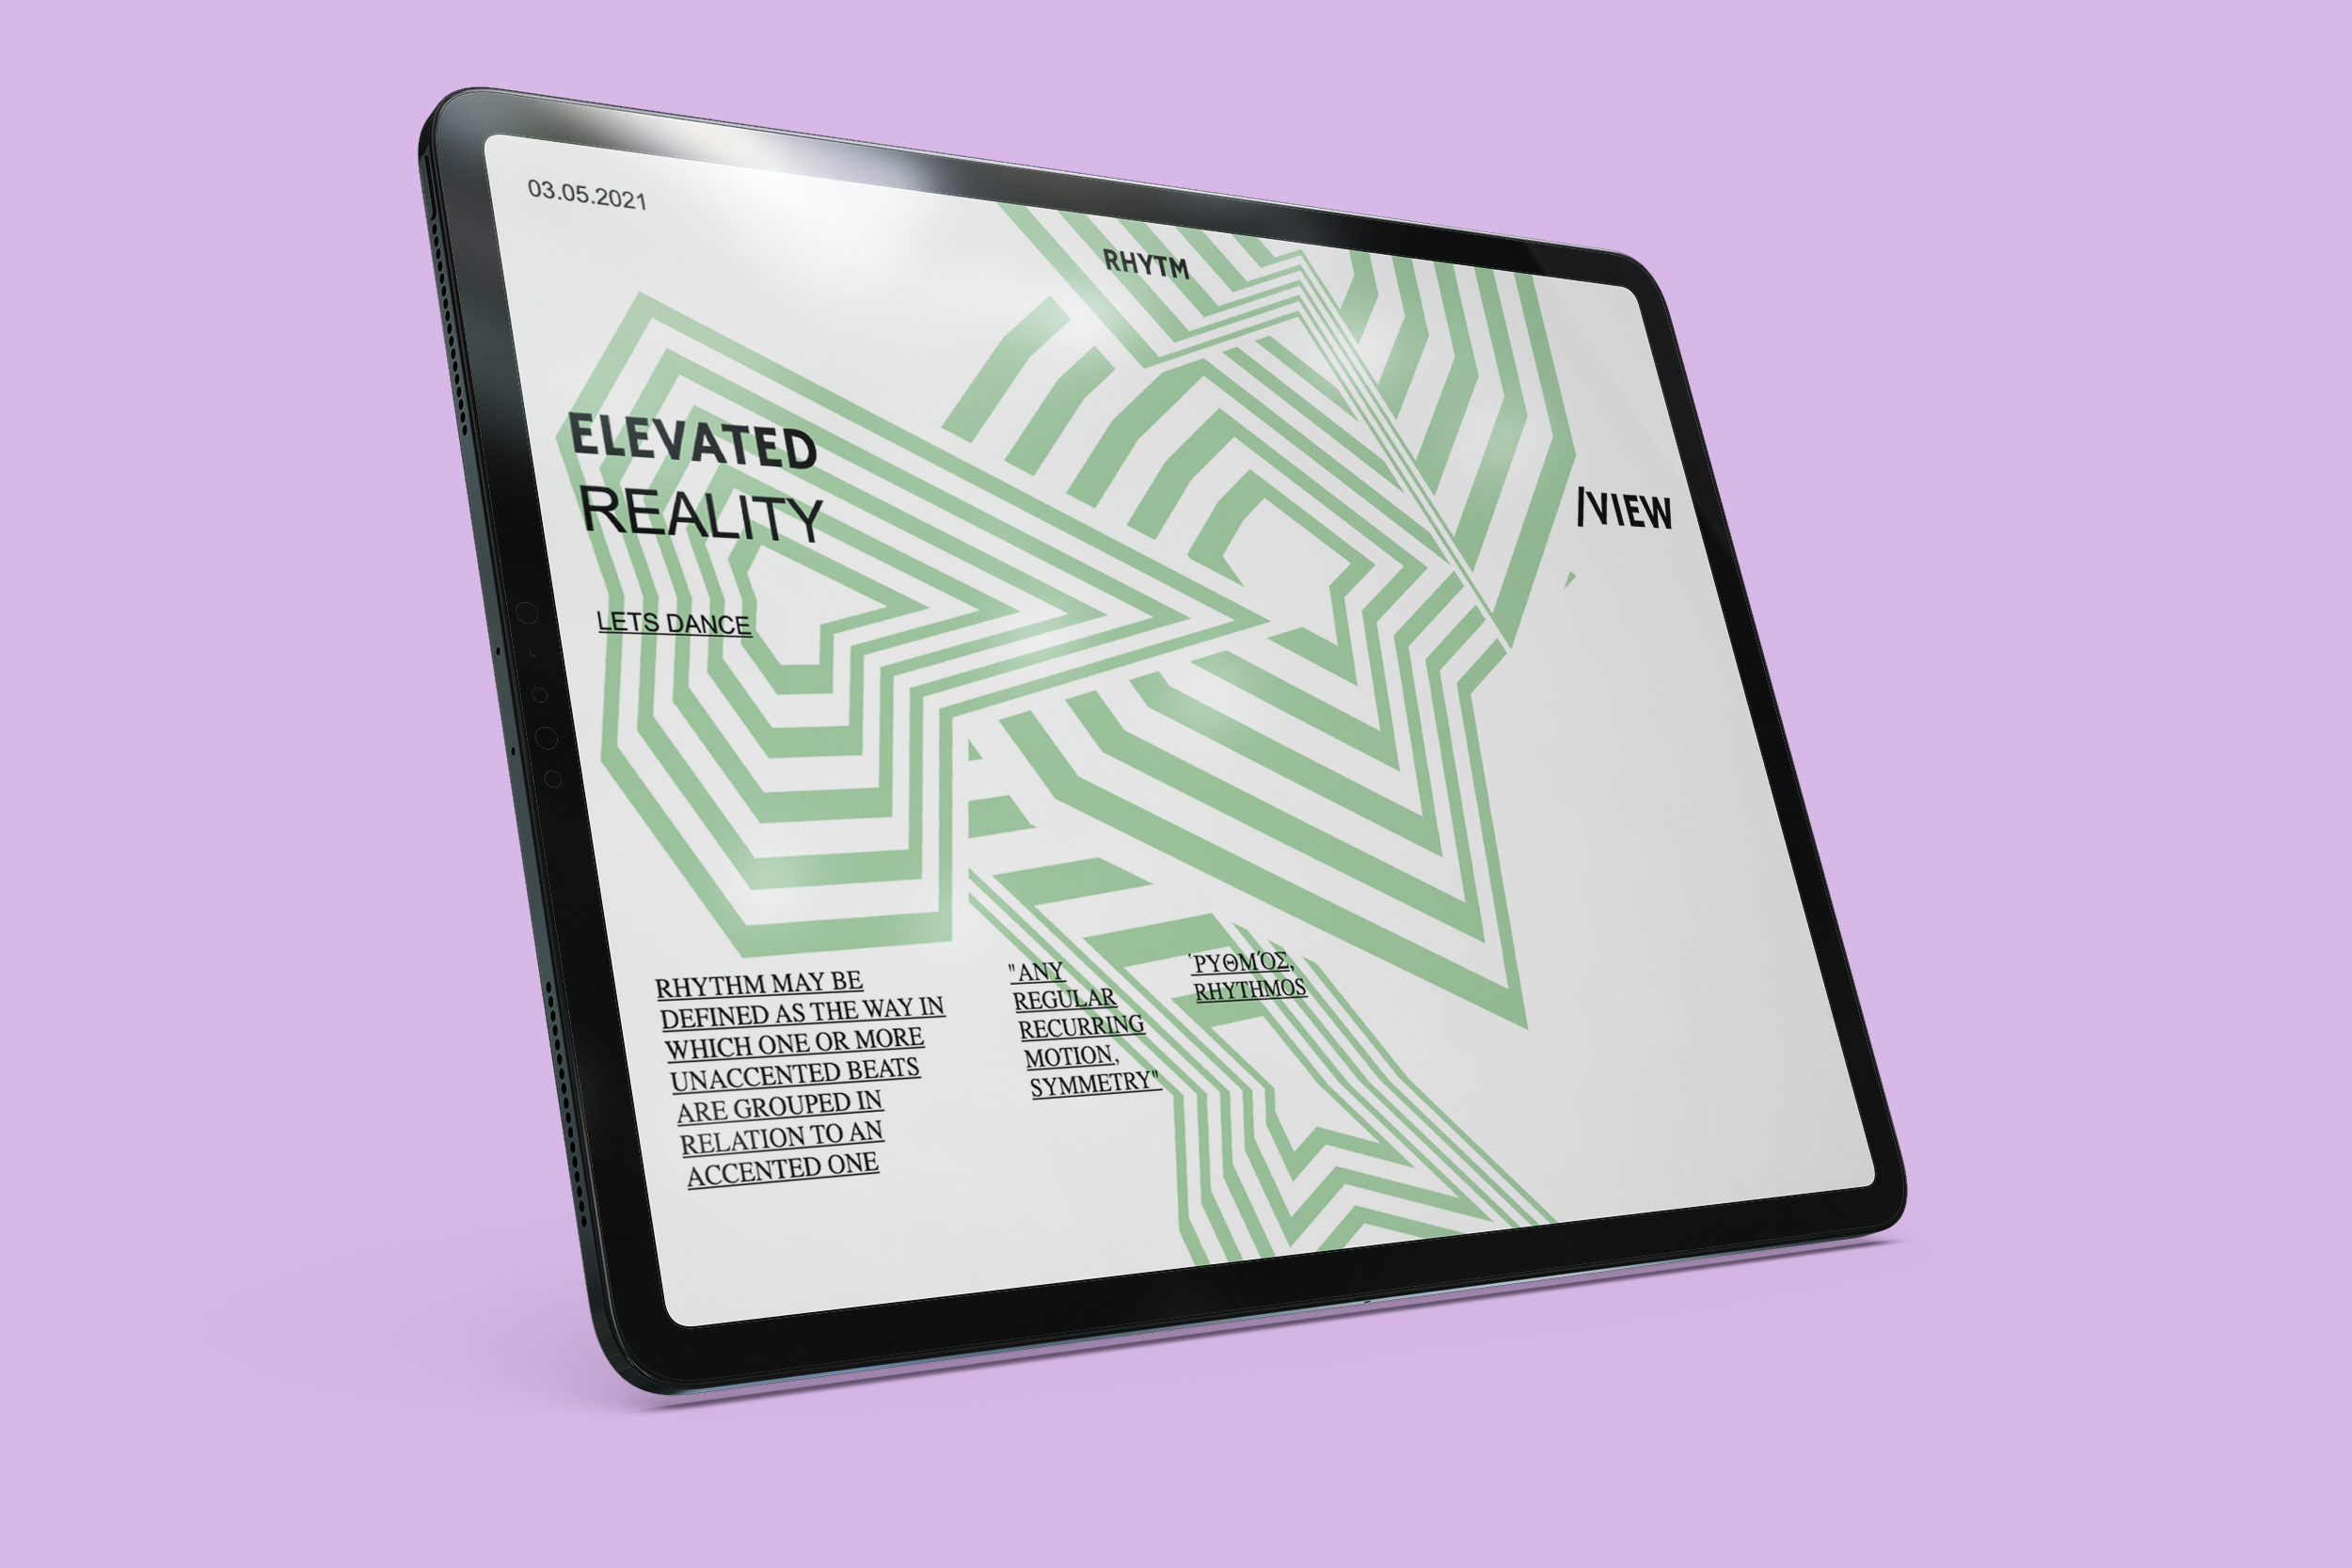 03.05.2021
RHYTM
ELEVATED
REALITY
/VIEW
LETS DANCE
RHYTHM MAY BE
DEFINED AS THE WAY IN
WHICH ONE OR MORE
UNACCENTED BEATS
ARE GROUPED IN
RELATION TO AN
ACCENTED ONE
"ANY
REGULAR
RECURRING
MOTION,
SYMMETRY"
῾ΡΥΘΜΌΣ,
RHYTHMOS